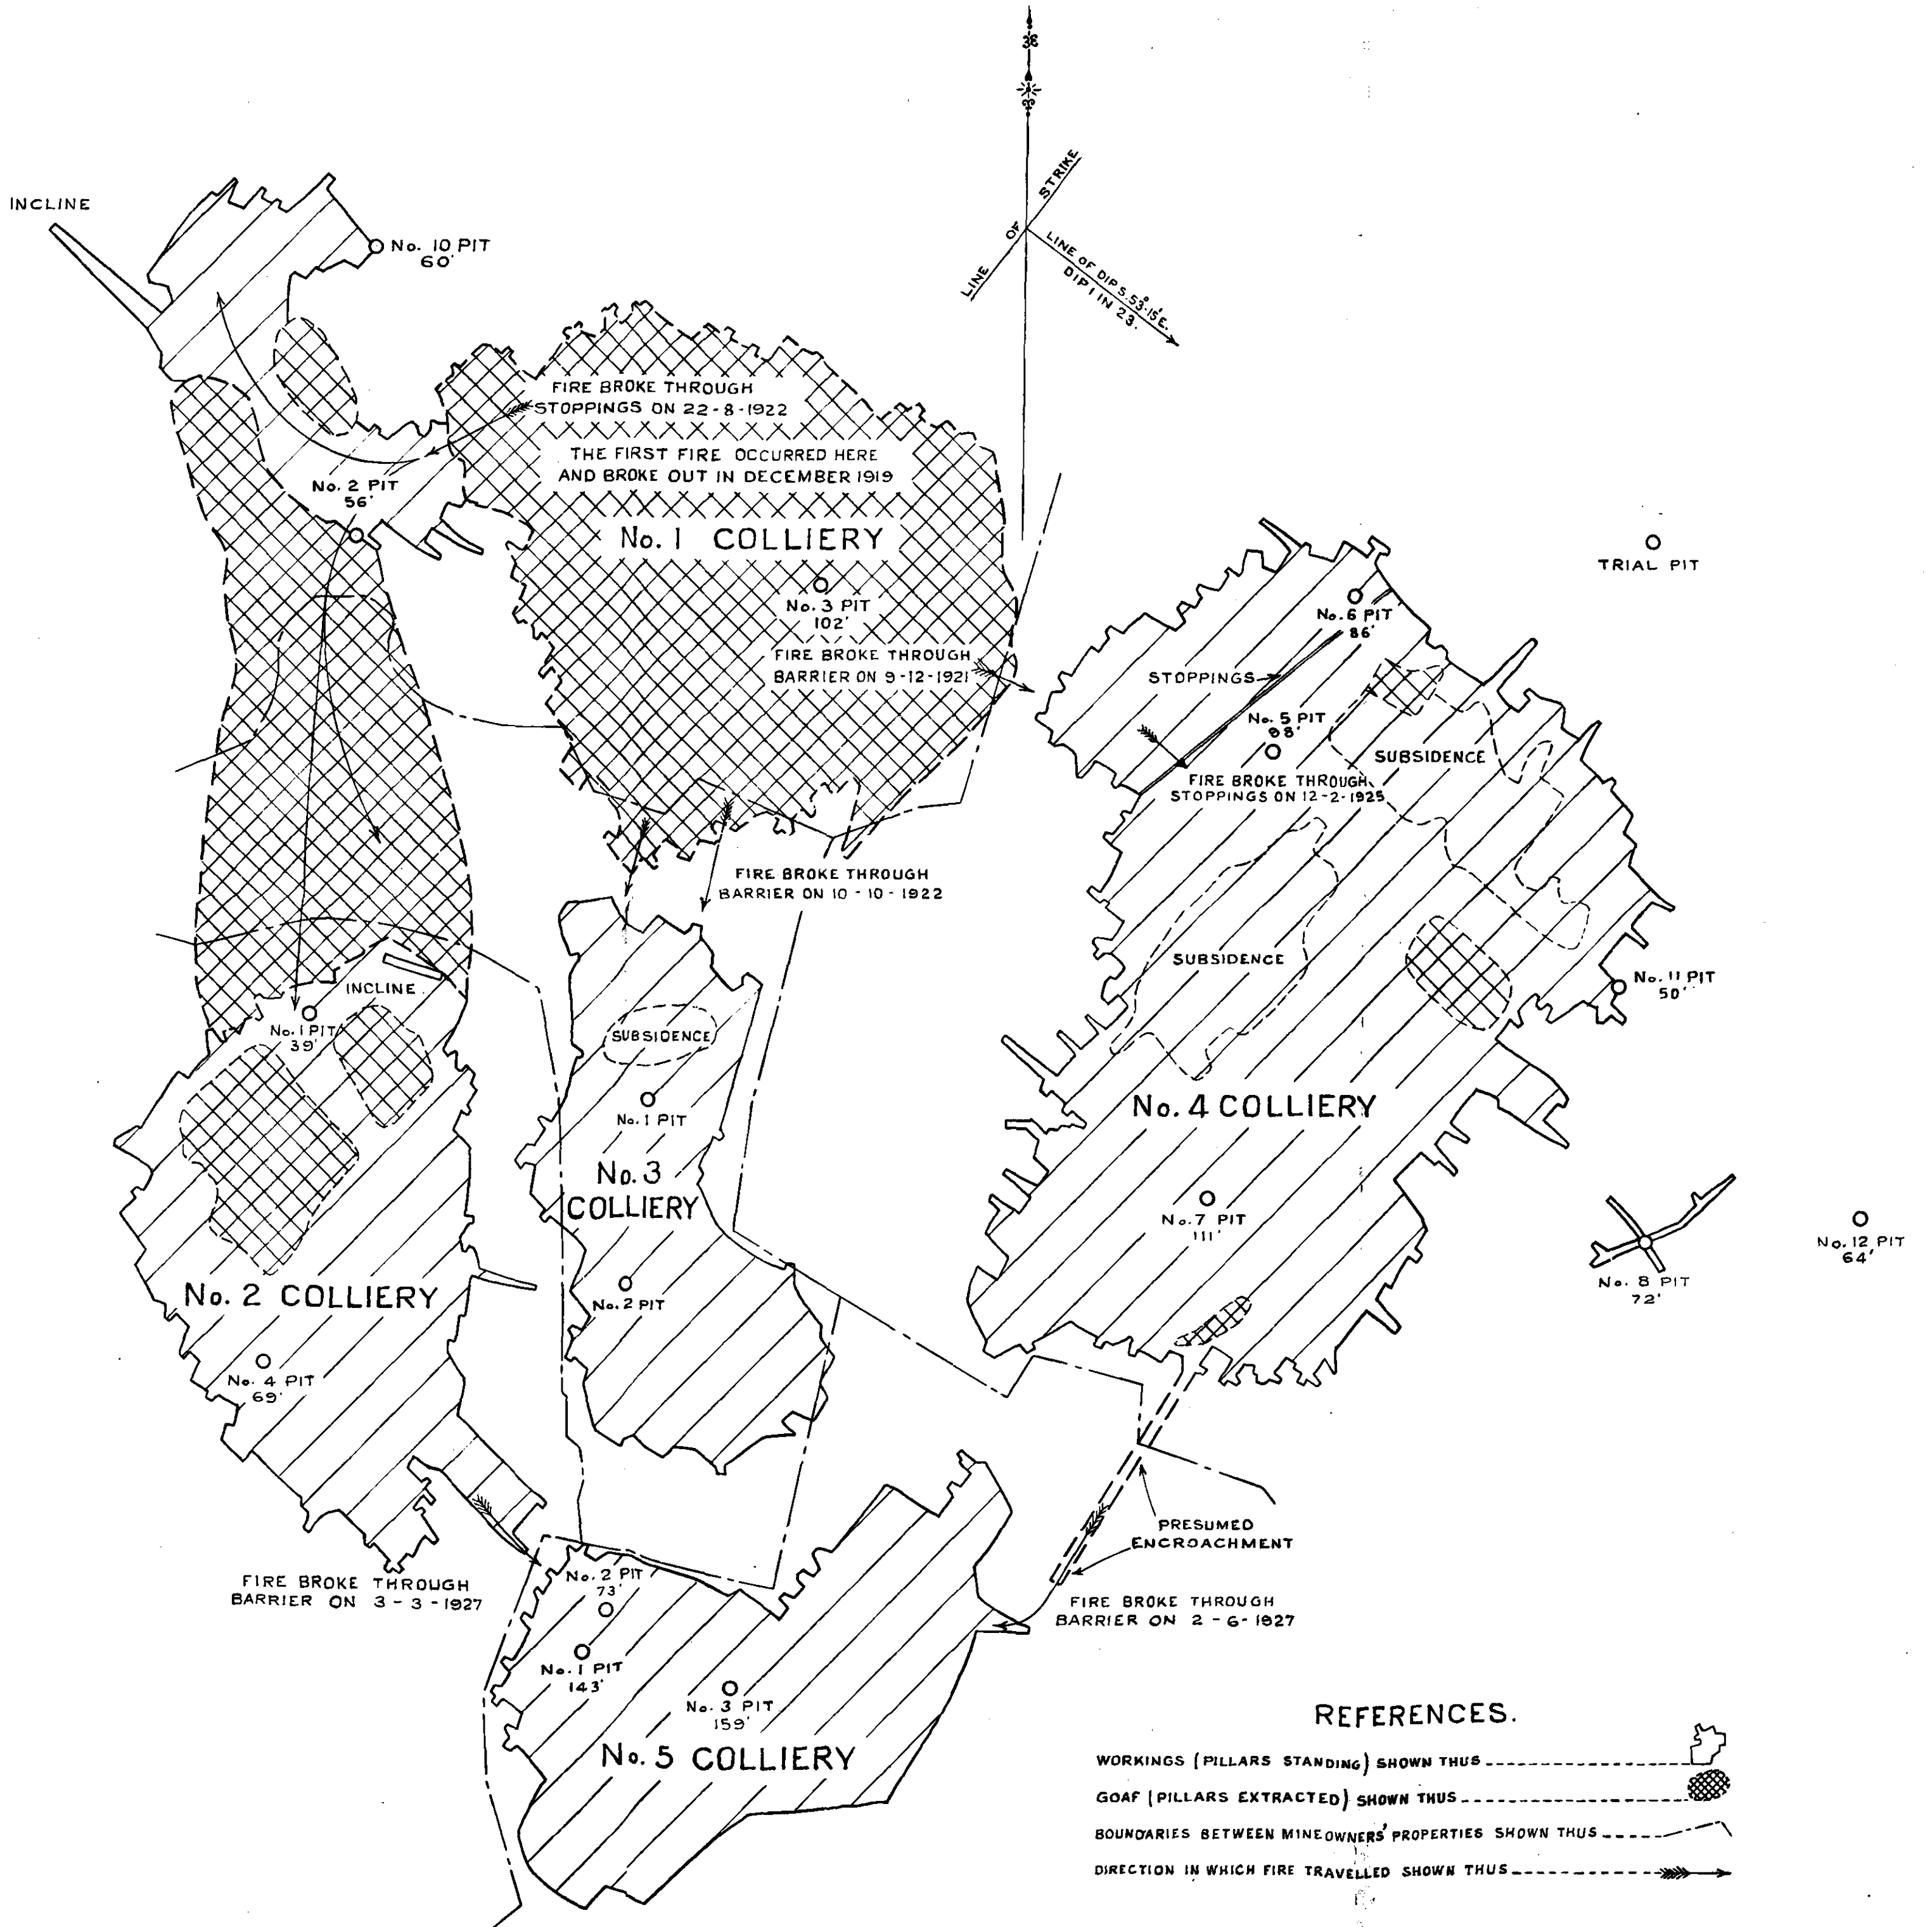 INCLINE
No. 10 PIT
60'
LINE OF STRIKE
LINE OF DIP S. 53°.15' E.
DIP 1 IN 23.
FIRE BROKE THROUGH
STOPPINGS ON 22-8-1922
THE FIRST FIRE OCCURRED HERE
AND BROKE OUT IN DECEMBER 1919
No. 2 PIT
56'
No. 1 COLLIERY
No. 3 PIT
102'
FIRE BROKE THROUGH
BARRIER ON 9-12-1921
TRIAL PIT
No. 6 PIT
86'
STOPPINGS
No. 5 PIT
88'
SUBSIDENCE
FIRE BROKE THROUGH
STOPPINGS ON 12-2-1925
FIRE BROKE THROUGH
BARRIER ON 10-10-1922
SUBSIDENCE
No. 11 PIT
50'
INCLINE
No. 1 PIT
39'
SUBSIDENCE
No. 1 PIT
No. 4 COLLIERY
No. 3
COLLIERY
No. 7 PIT
111'
No. 12 PIT
64'
No. 8 PIT
72'
No. 2 COLLIERY
No. 2 PIT
No. 4 PIT
69'
PRESUMED
ENCROACHMENT
FIRE BROKE THROUGH
BARRIER ON 3-3-1927
No. 2 PIT
73'
FIRE BROKE THROUGH
BARRIER ON 2-6-1927
No. 1 PIT
143'
No. 3 PIT
159'
No. 5 COLLIERY
REFERENCES.
WORKINGS (PILLARS STANDING) SHOWN THUS
GOAF (PILLARS EXTRACTED) SHOWN THUS
BOUNDARIES BETWEEN MINEOWNERS' PROPERTIES SHOWN THUS
DIRECTION IN WHICH FIRE TRAVELLED SHOWN THUS